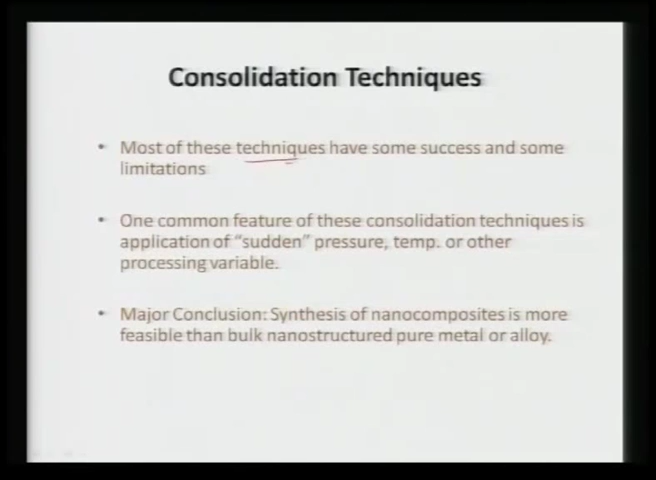 Consolidation Techniques
• Most of these techniques have some success and some
limitations
• One common feature of these consolidation techniques is
application of “sudden” pressure, temp. or other
processing variable.
• Major Conclusion: Synthesis of nanocomposites is more
feasible than bulk nanostructured pure metal or alloy.